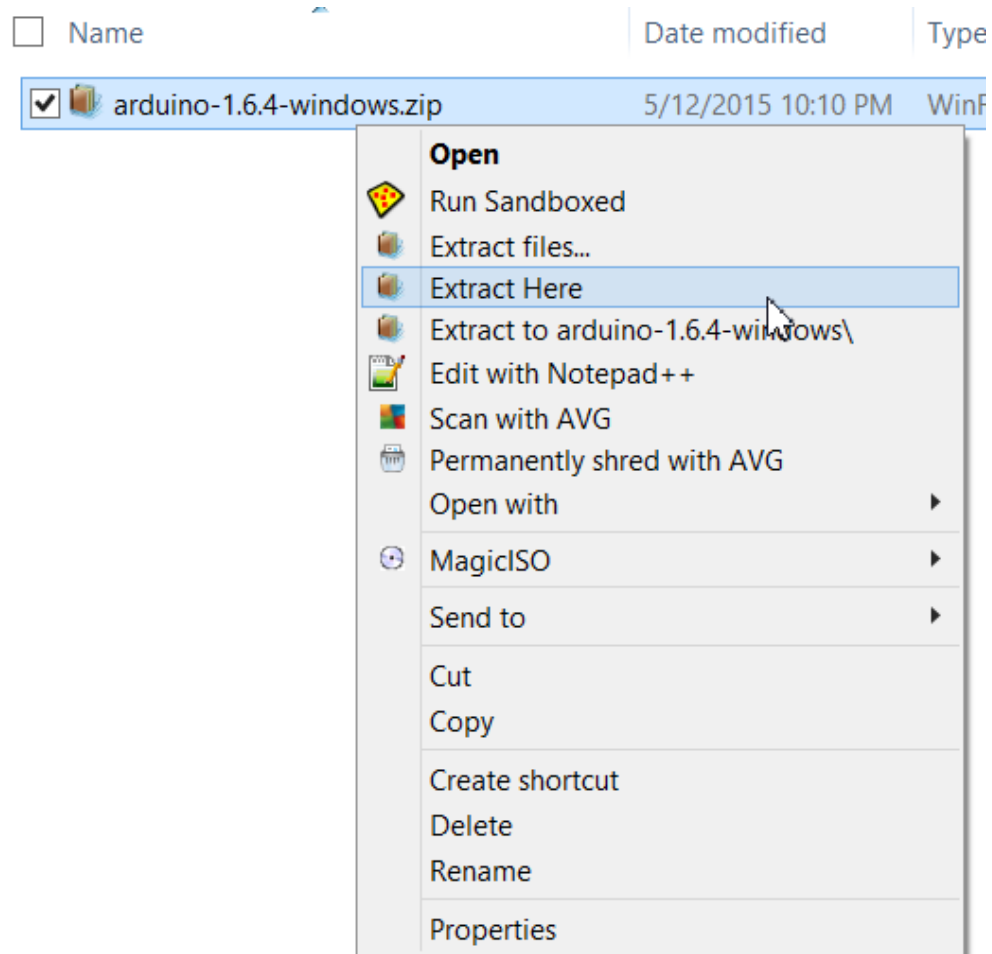 Name Date modified Type
arduino-1.6.4-windows.zip 5/12/2015 10:10 PM
Open
Run Sandboxed
Extract files...
Extract Here
Extract to arduino-1.6.4-windows\
Edit with Notepad++
Scan with AVG
Permanently shred with AVG
Open with
MagicISO
Send to
Cut
Copy
Create shortcut
Delete
Rename
Properties